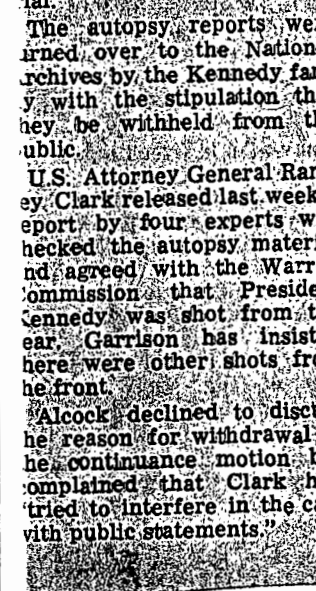 ial.
The autopsy reports we
urned over to the Nation
rchives by the Kennedy fam
y with the stipulation th
hey be withheld from th
ublic.
U.S. Attorney General Ram
ey Clark released last week
eport by four experts w
hecked the autopsy materi
nd agreed with the Warr
ommission that Preside
ennedy was shot from t
ear. Garrison has insist
here were other shots fro
he front.
Alcock declined to discu
he reason for withdrawal
he continuance motion b
omplained that Clark h
"tried to interfere in the ca
with public statements."